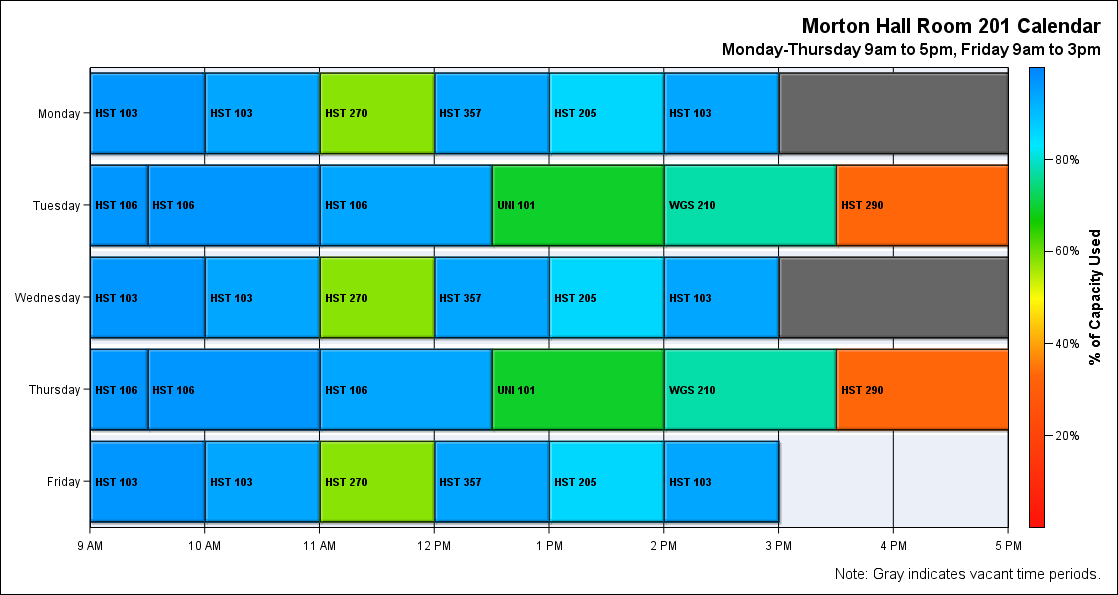 Morton Hall Room 201 Calendar
Monday-Thursday 9am to 5pm, Friday 9am to 3pm
Monday HST 103 HST 103 HST 270 HST 357 HST 205 HST 103
Tuesday HST 106 HST 106 HST 106 UNI 101 WGS 210 HST 290
Wednesday HST 103 HST 103 HST 270 HST 357 HST 205 HST 103
Thursday HST 106 HST 106 HST 106 UNI 101 WGS 210 HST 290
Friday HST 103 HST 103 HST 270 HST 357 HST 205 HST 103
9 AM 10 AM 11 AM 12 PM 1 PM 2 PM 3 PM 4 PM 5 PM
80%
60%
40%
20%
% of Capacity Used
Note: Gray indicates vacant time periods.